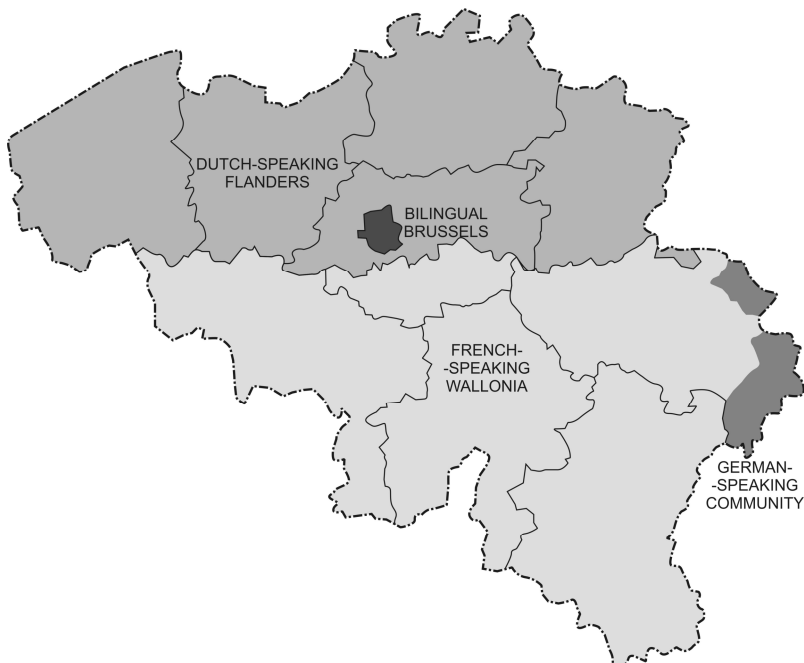 DUTCH-SPEAKING
FLANDERS
BILINGUAL
BRUSSELS
FRENCH-
-SPEAKING
WALLONIA
GERMAN-
-SPEAKING
COMMUNITY